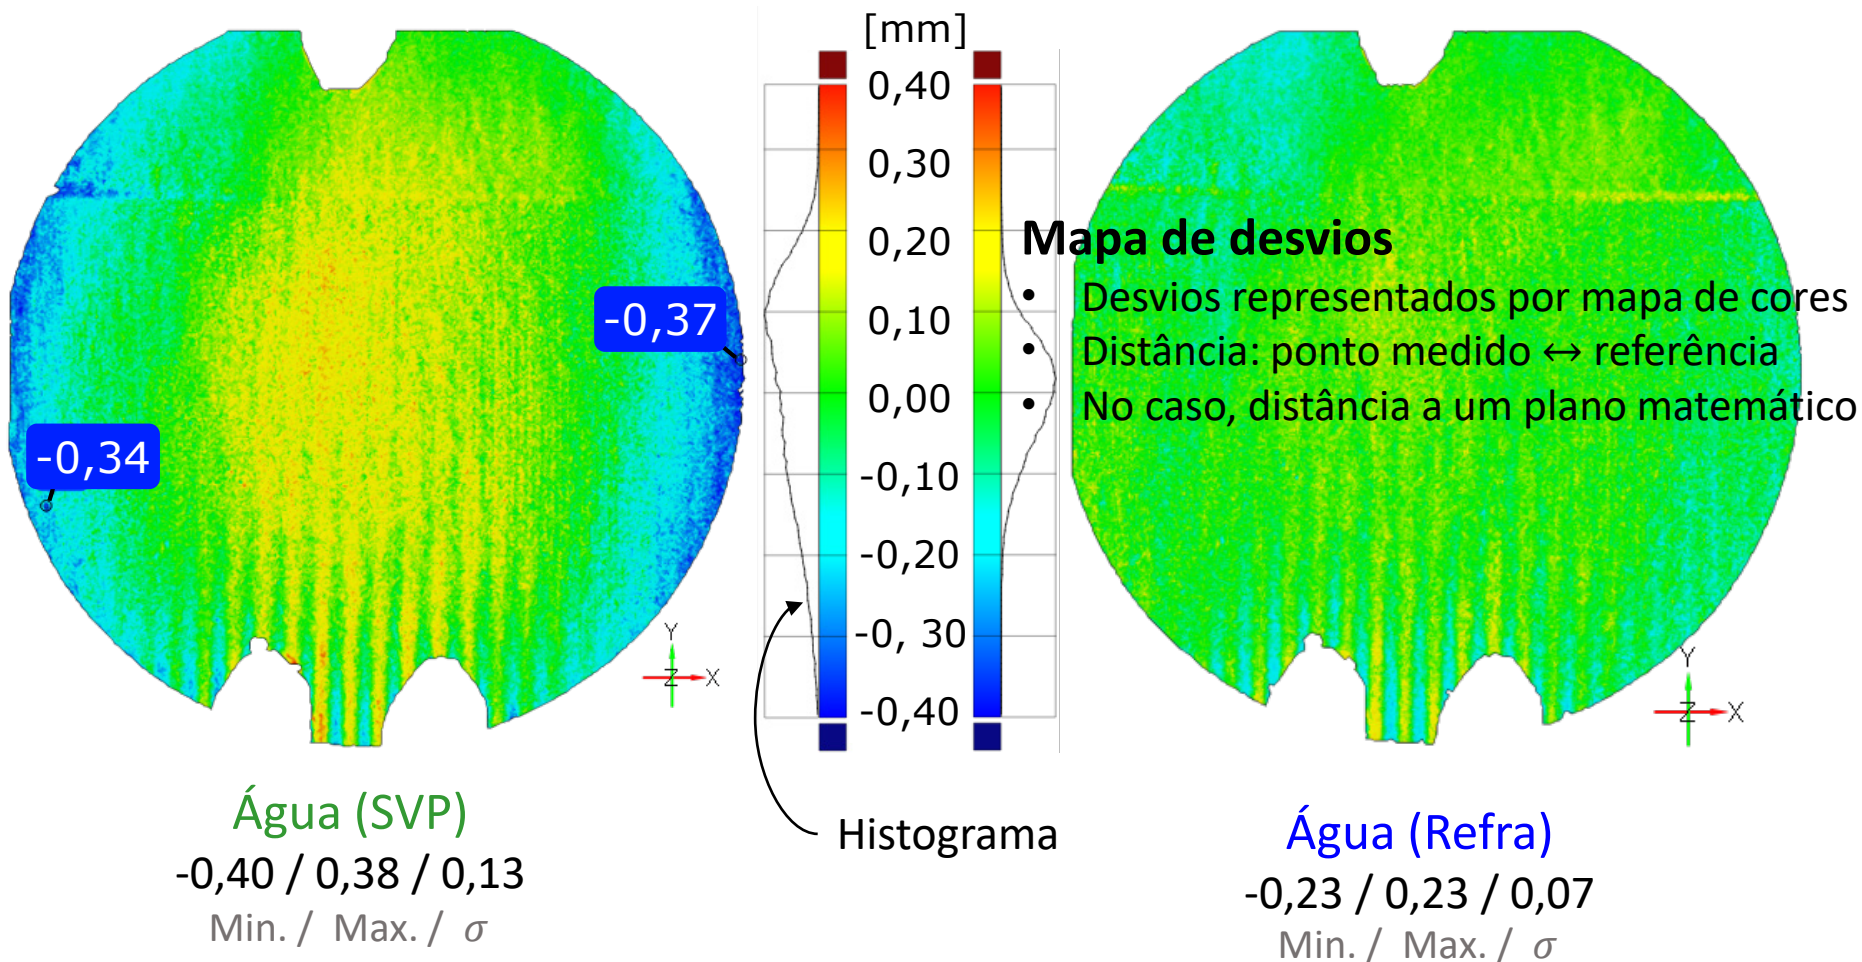 [mm]
0,40
0,30
0,20
0,10
0,00
-0,10
-0,20
-0, 30
-0,40
-0,37
-0,34
Mapa de desvios
• Desvios representados por mapa de cores
• Distância: ponto medido ↔ referência
• No caso, distância a um plano matemático
Y
Z X
Y
Z X
Histograma
Água (SVP)
-0,40 / 0,38 / 0,13
Min. / Max. / σ
Água (Refra)
-0,23 / 0,23 / 0,07
Min. / Max. / σ